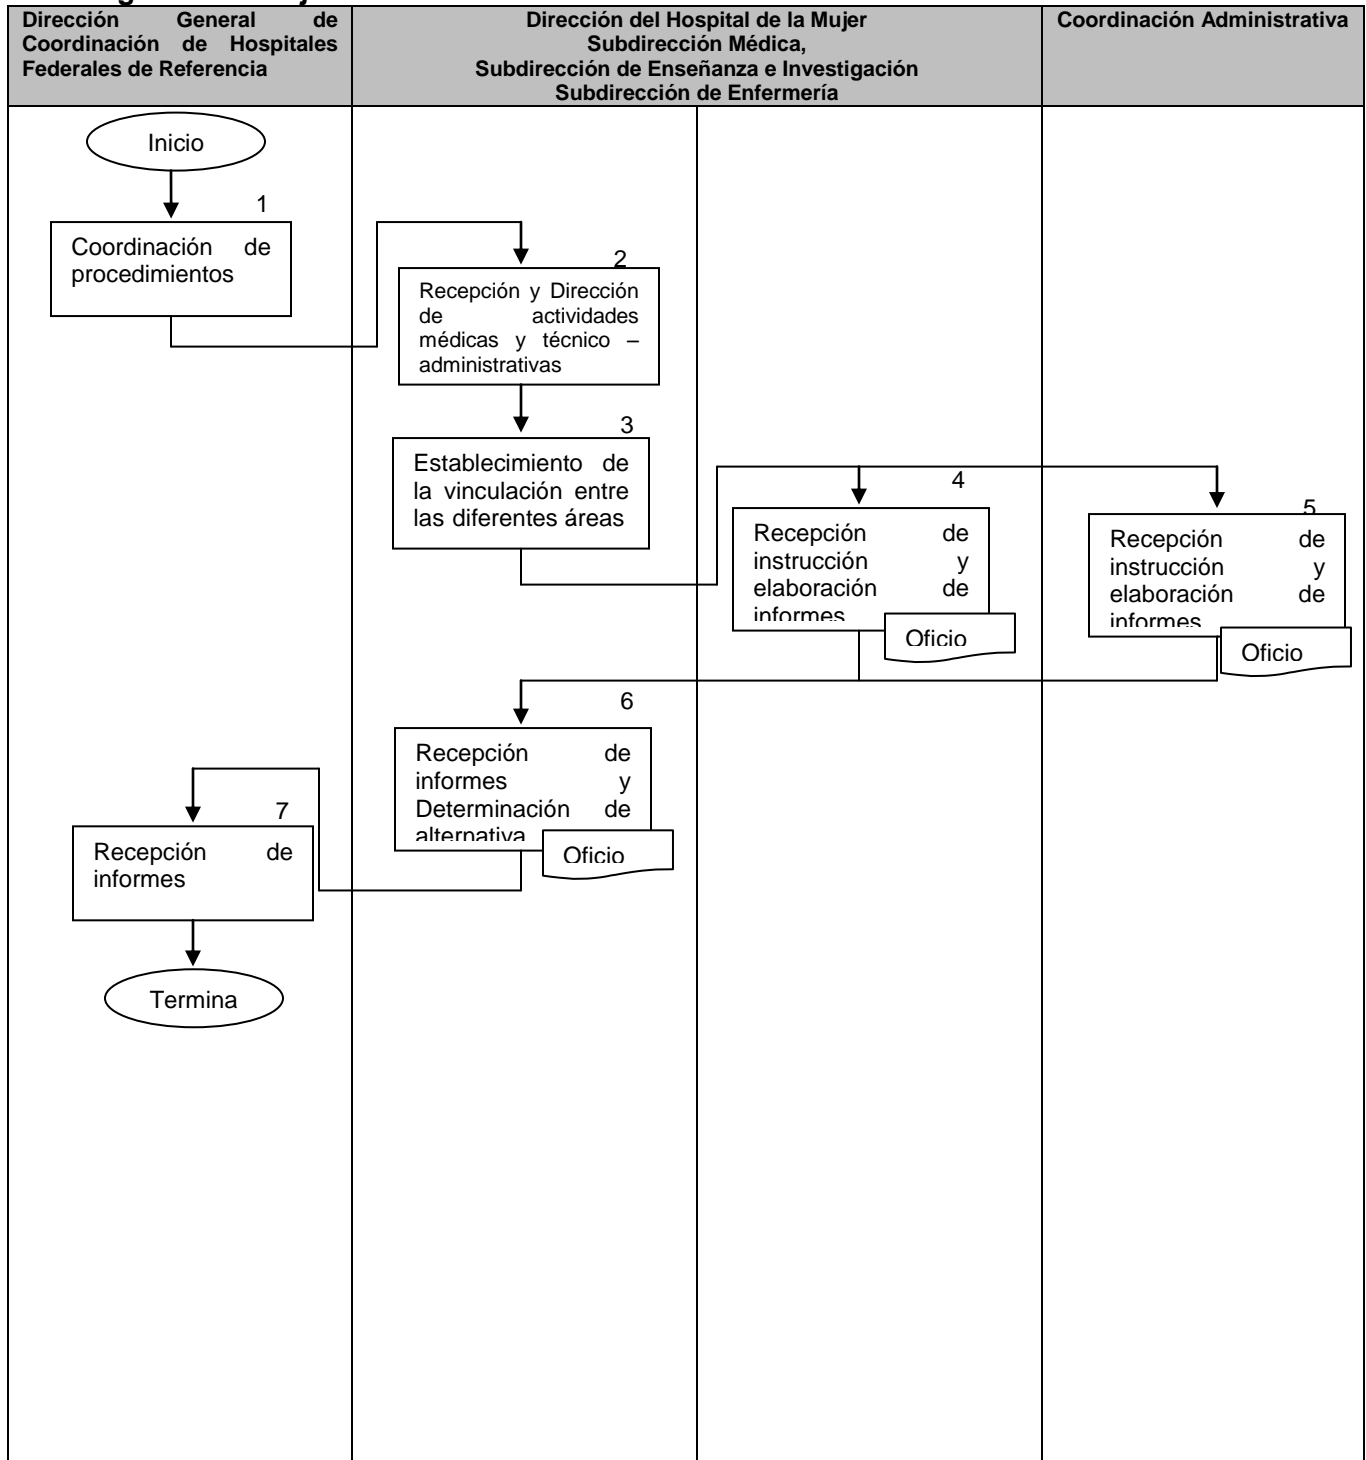 Dirección General de
Coordinación de Hospitales
Federales de Referencia
Dirección del Hospital de la Mujer
Subdirección Médica,
Subdirección de Enseñanza e Investigación
Subdirección de Enfermería
Coordinación Administrativa
Inicio
1
Coordinación de
procedimientos
2
Recepción y Dirección
de actividades
médicas y técnico –
administrativas
3
Establecimiento de
la vinculación entre
las diferentes áreas
4
Recepción de
instrucción y
elaboración de
informes
Oficio
5
Recepción de
instrucción y
elaboración de
informes
Oficio
6
Recepción de
informes y
Determinación de
alternativa
Oficio
7
Recepción de
informes
Termina